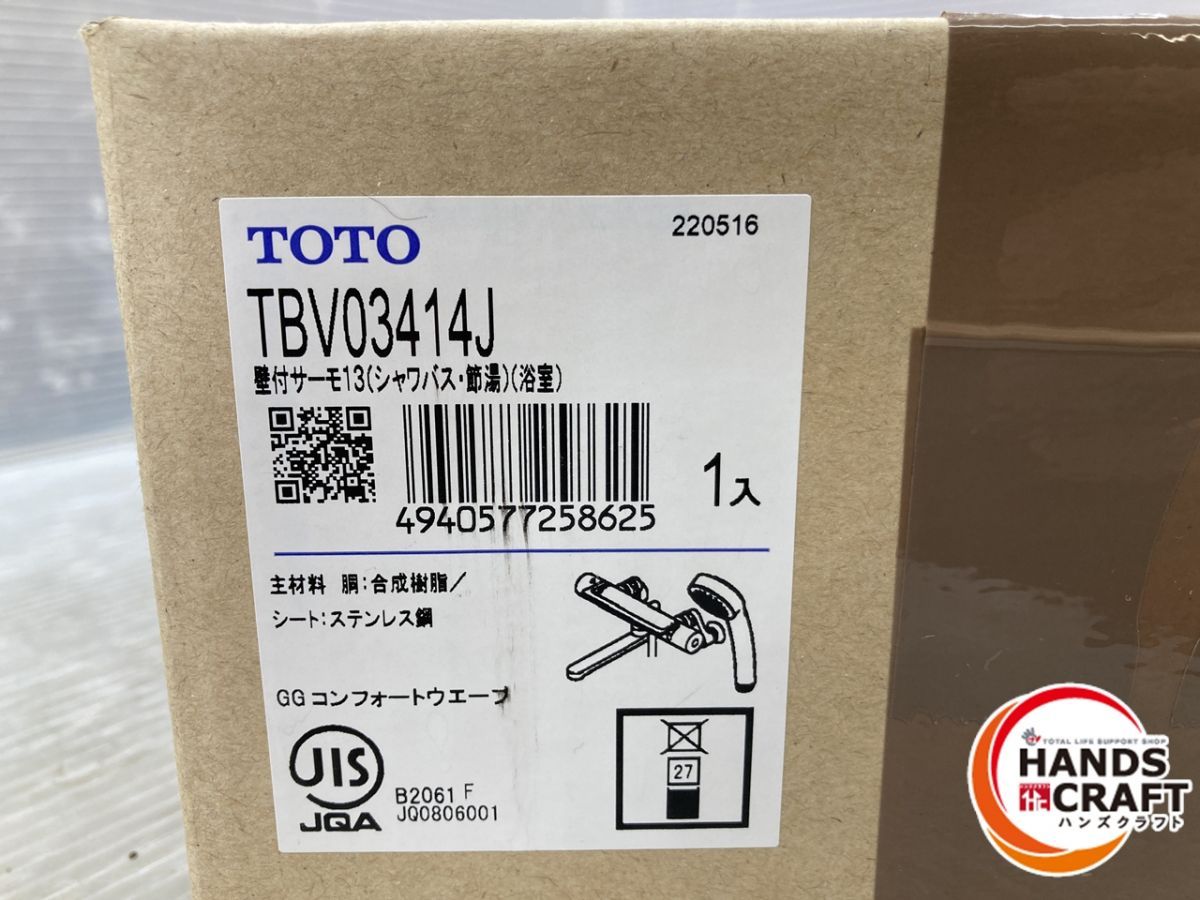 TOTO
220516
TBV03414J
壁付サーモ13(シャワバス・節湯)(浴室)
4940577258625
1入
主材料 胴:合成樹脂/
シート:ステンレス鋼
GGコンフォートウエーブ
JIS
JQA
B2061 F
JQ0806001
27
TOTAL LIFE SUPPORT SHOP
HANDS
CRAFT
ハンズクラフト